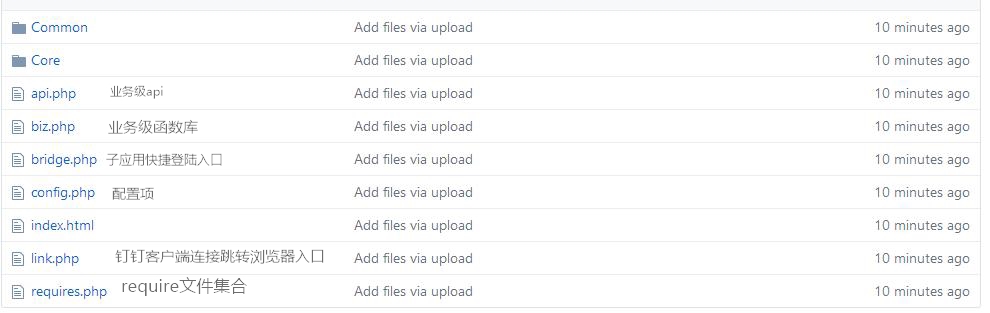 Common Add files via upload 10 minutes ago
Core Add files via upload 10 minutes ago
api.php 业务级api Add files via upload 10 minutes ago
biz.php 业务级函数库 Add files via upload 10 minutes ago
bridge.php 子应用快捷登陆入口 Add files via upload 10 minutes ago
config.php 配置项 Add files via upload 10 minutes ago
index.html Add files via upload 10 minutes ago
link.php 钉钉客户端连接跳转浏览器入口 Add files via upload 10 minutes ago
requires.php require文件集合 Add files via upload 10 minutes ago